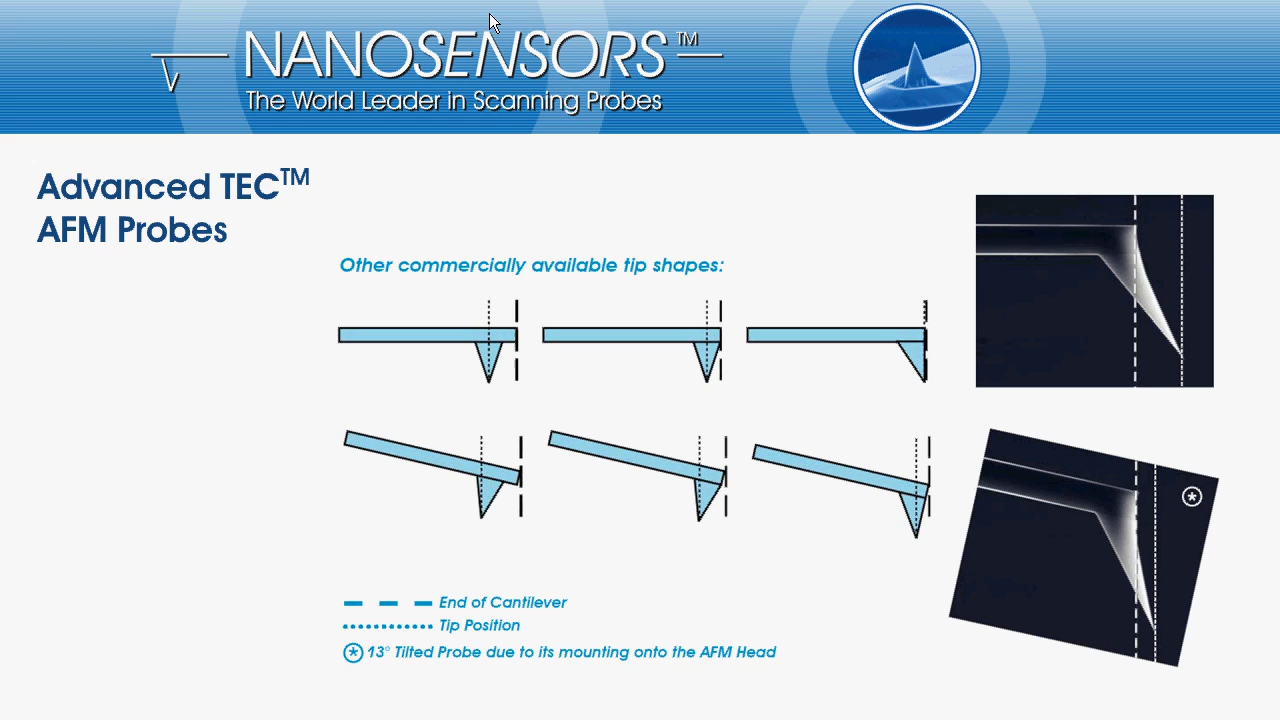 NANOSENSORS™
The World Leader in Scanning Probes
Advanced TEC™
AFM Probes
Other commercially available tip shapes:
End of Cantilever
Tip Position
* 13° Tilted Probe due to its mounting onto the AFM Head
*